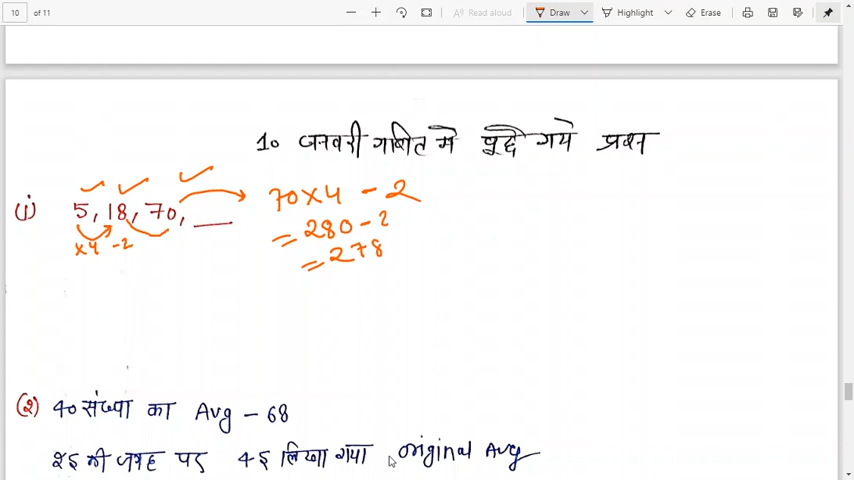 10 of 11 Read aloud Draw Highlight Erase
10 जनवरी गणित मे पुछे गये प्रश्न
(1) 5, 18, 70, ___ 70×4 - 2
×4 -2 = 280 - 2
= 278
(2) 40 संख्या का Avg - 68
की जगह पर 45 लिखा गया original Avg